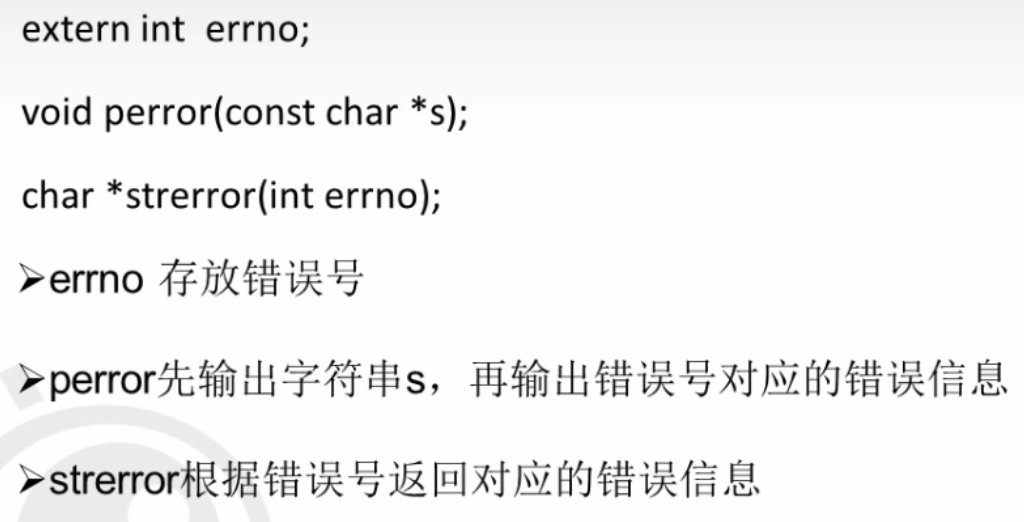 extern int errno;
void perror(const char *s);
char *strerror(int errno);
➢errno 存放错误号
➢perror先输出字符串s，再输出错误号对应的错误信息
➢strerror根据错误号返回对应的错误信息